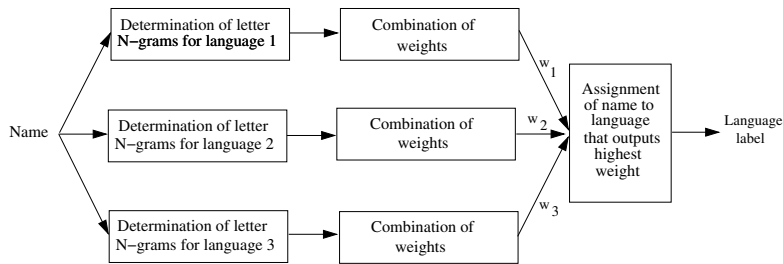 Name
Determination of letter
N−grams for language 1
Combination of
weights
w1
Determination of letter
N−grams for language 2
Combination of
weights
w2
Determination of letter
N−grams for language 3
Combination of
weights
w3
Assignment
of name to
language
that outputs
highest
weight
Language
label